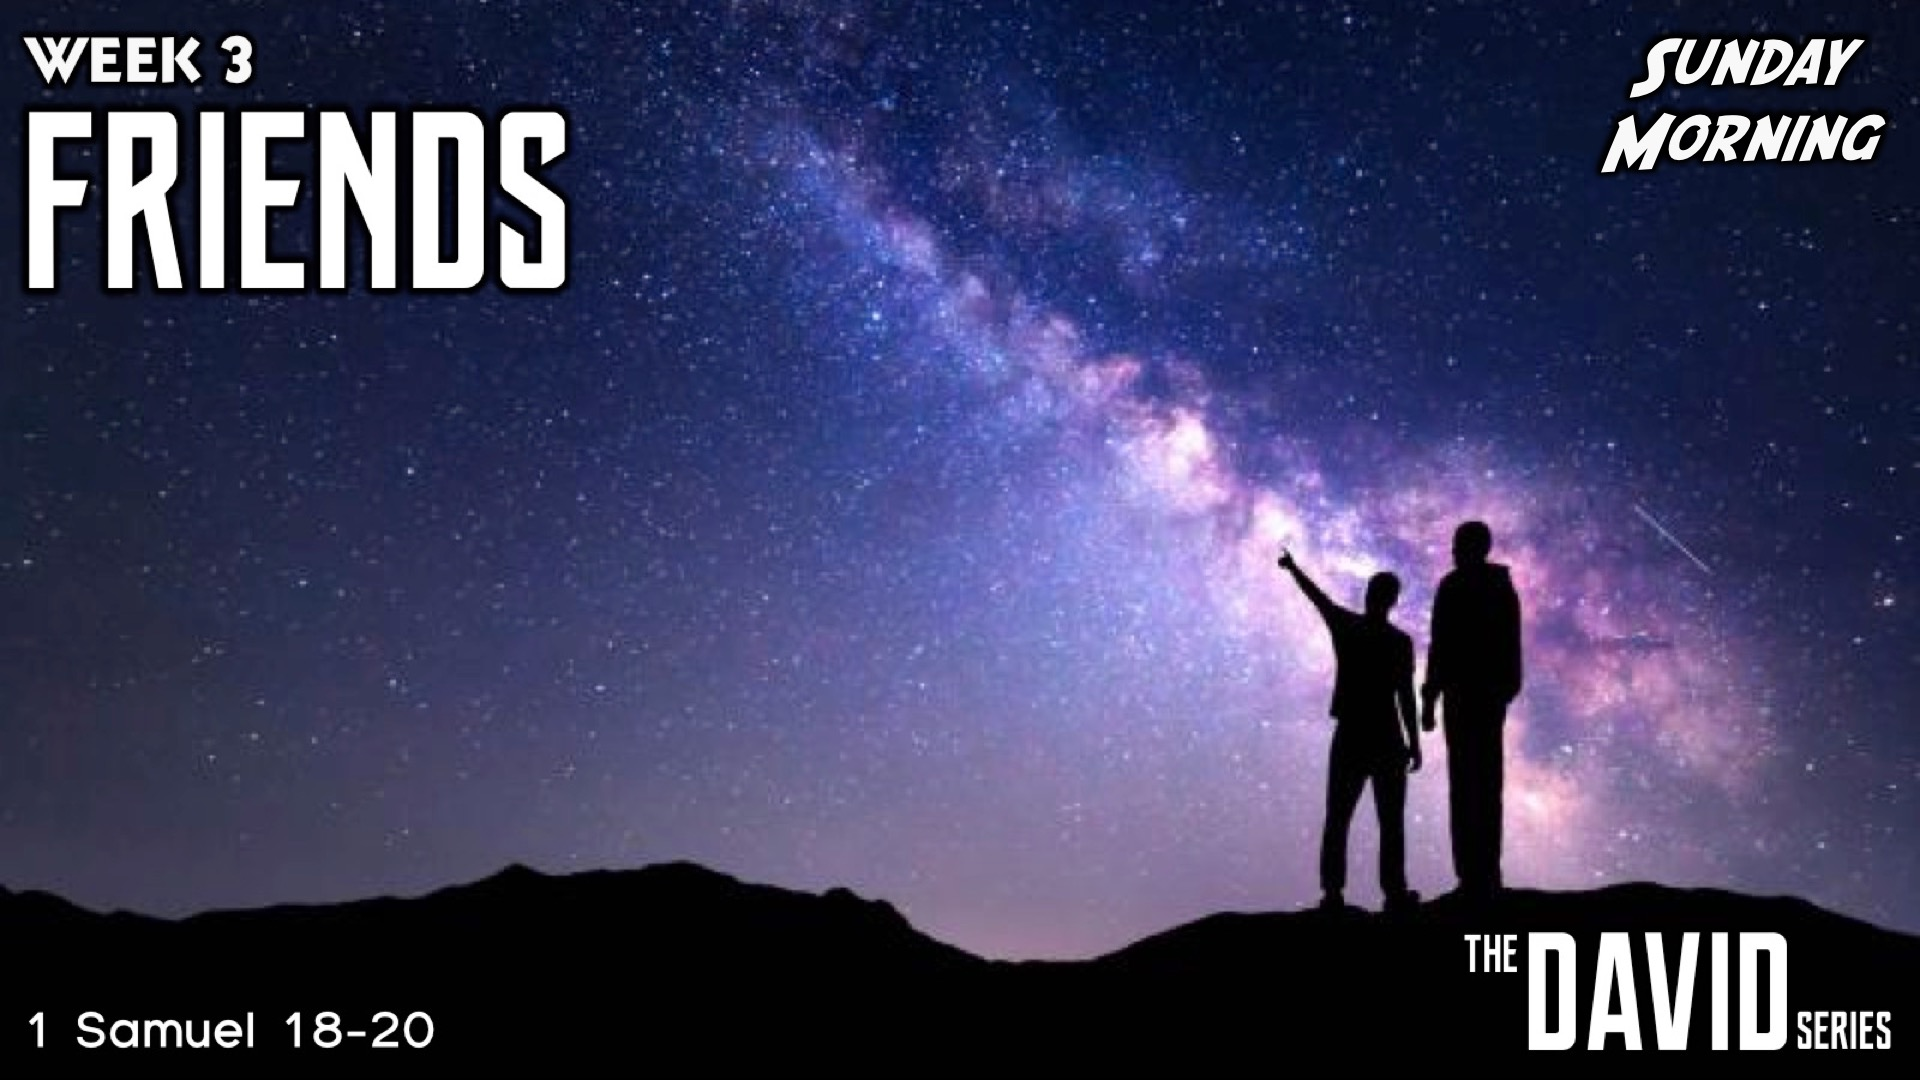 WEEK 3
FRIENDS
SUNDAY
MORNING
1 Samuel 18-20
THE DAVID SERIES